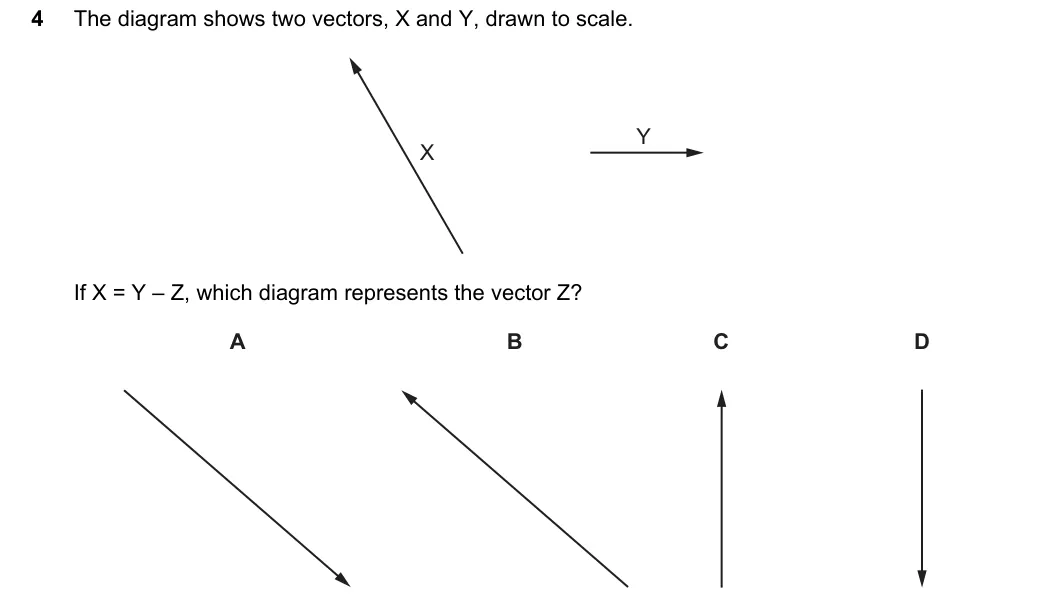 4 The diagram shows two vectors, X and Y, drawn to scale.
X
Y
If X = Y – Z, which diagram represents the vector Z?
A B C D